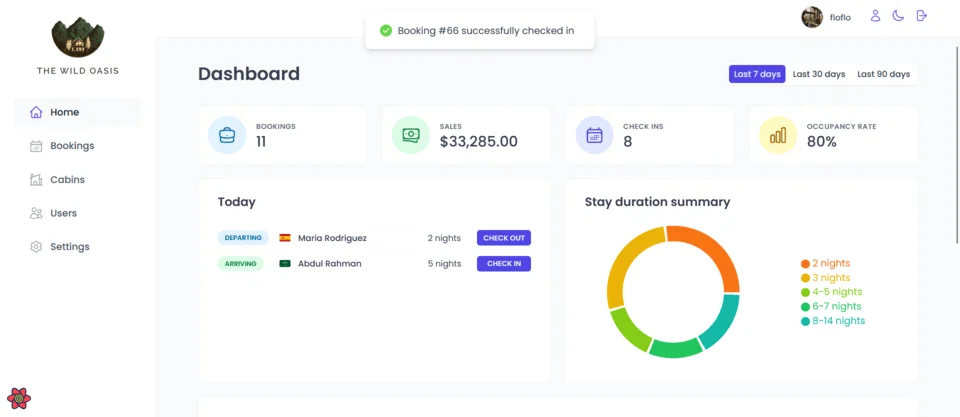 Booking #66 successfully checked in
floflo
THE WILD OASIS
Home
Bookings
Cabins
Users
Settings
Dashboard
Last 7 days Last 30 days Last 90 days
BOOKINGS
11
SALES
$33,285.00
CHECK INS
8
OCCUPANCY RATE
80%
Today
DEPARTING Maria Rodriguez 2 nights CHECK OUT
ARRIVING Abdul Rahman 5 nights CHECK IN
Stay duration summary
2 nights
3 nights
4-5 nights
6-7 nights
8-14 nights